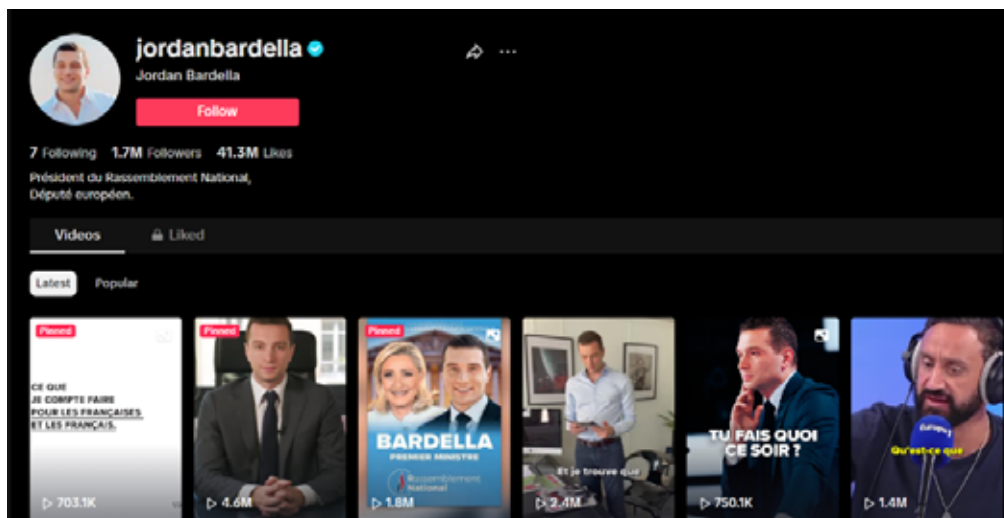 jordanbardella
Jordan Bardella
Follow
7 Following 1.7M Followers 41.3M Likes
Président du Rassemblement National,
Député européen.
Videos Liked
Latest Popular
Pinned
CE QUE
JE COMPTE FAIRE
POUR LES FRANÇAISES
ET LES FRANÇAIS.
703.1K
Pinned
4.6M
Pinned
BARDELLA
PREMIER MINISTRE
Rassemblement
National
1.8M
Et je trouve que
2.4M
TU FAIS QUOI
CE SOIR ?
750.1K
Europe 1
Qu'est-ce que
1.4M